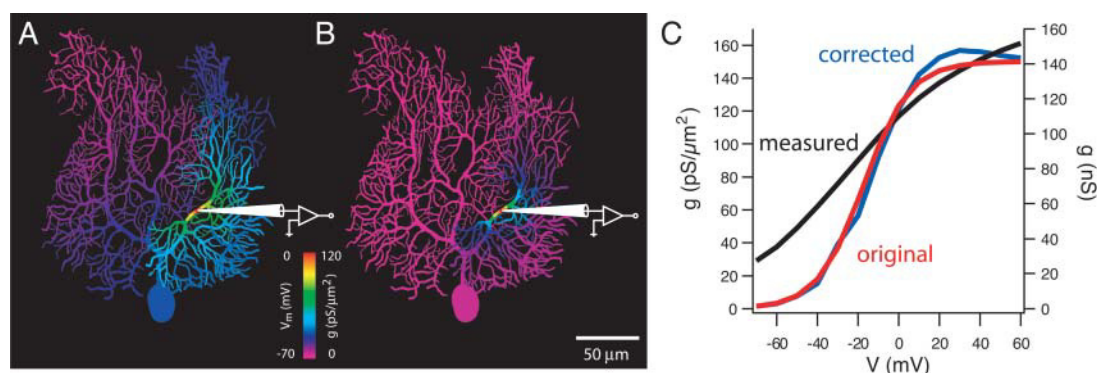 A
B
C
0
120
V_m (mV)
g (pS/µm²)
-70
0
50 µm
g (pS/µm²)
160
140
120
100
80
60
40
20
0
corrected
measured
original
160
140
120
100
80
60
40
20
0
g (nS)
-60 -40 -20 0 20 40 60
V (mV)